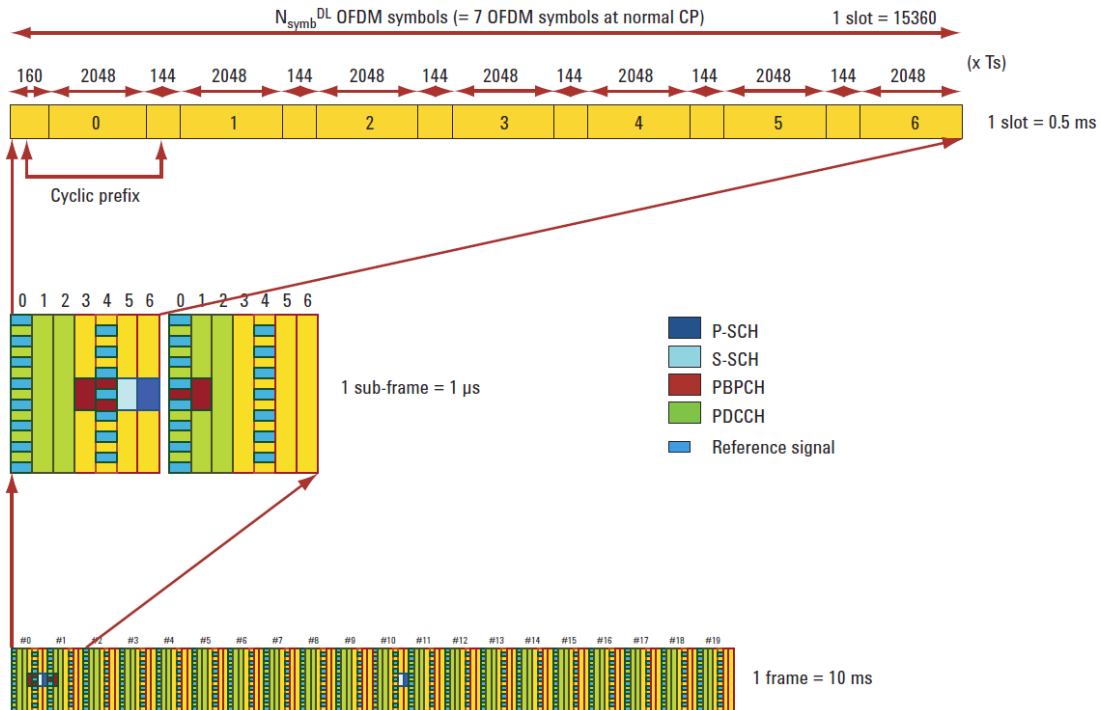 N_symb^DL OFDM symbols (= 7 OFDM symbols at normal CP) 1 slot = 15360
160 2048 144 2048 144 2048 144 2048 144 2048 144 2048 144 2048 (x Ts)
0 1 2 3 4 5 6 1 slot = 0.5 ms
Cyclic prefix
0 1 2 3 4 5 6 0 1 2 3 4 5 6
P-SCH
S-SCH
1 sub-frame = 1 µs PBPCH
PDCCH
Reference signal
#0 #1 #2 #3 #4 #5 #6 #7 #8 #9 #10 #11 #12 #13 #14 #15 #16 #17 #18 #19
1 frame = 10 ms